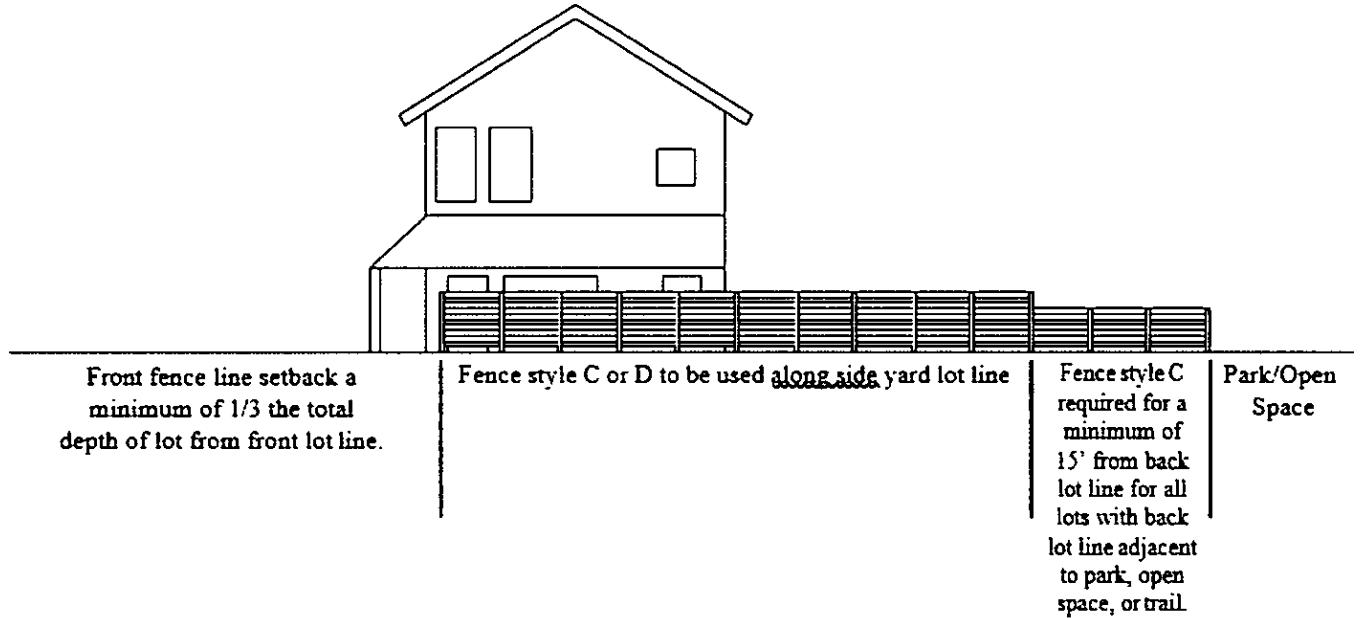 Front fence line setback a
minimum of 1/3 the total
depth of lot from front lot line.
Fence style C or D to be used along side yard lot line
Fence style C
required for a
minimum of
15' from back
lot line for all
lots with back
lot line adjacent
to park, open
space, or trail.
Park/Open
Space